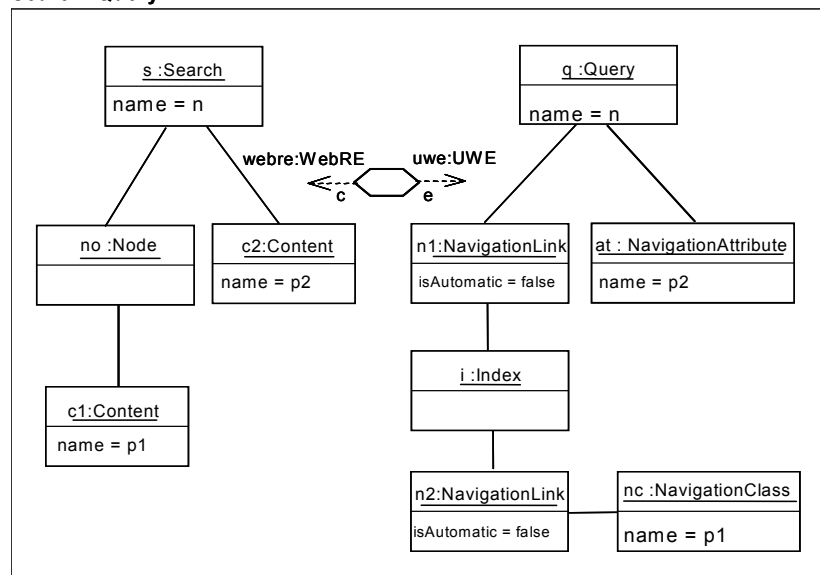 s :Search
name = n
q :Query
name = n
webre:WebRE
uwe:UWE
c
e
no :Node
c2:Content
name = p2
n1:NavigationLink
isAutomatic = false
at : NavigationAttribute
name = p2
i :Index
c1:Content
name = p1
n2:NavigationLink
isAutomatic = false
nc :NavigationClass
name = p1